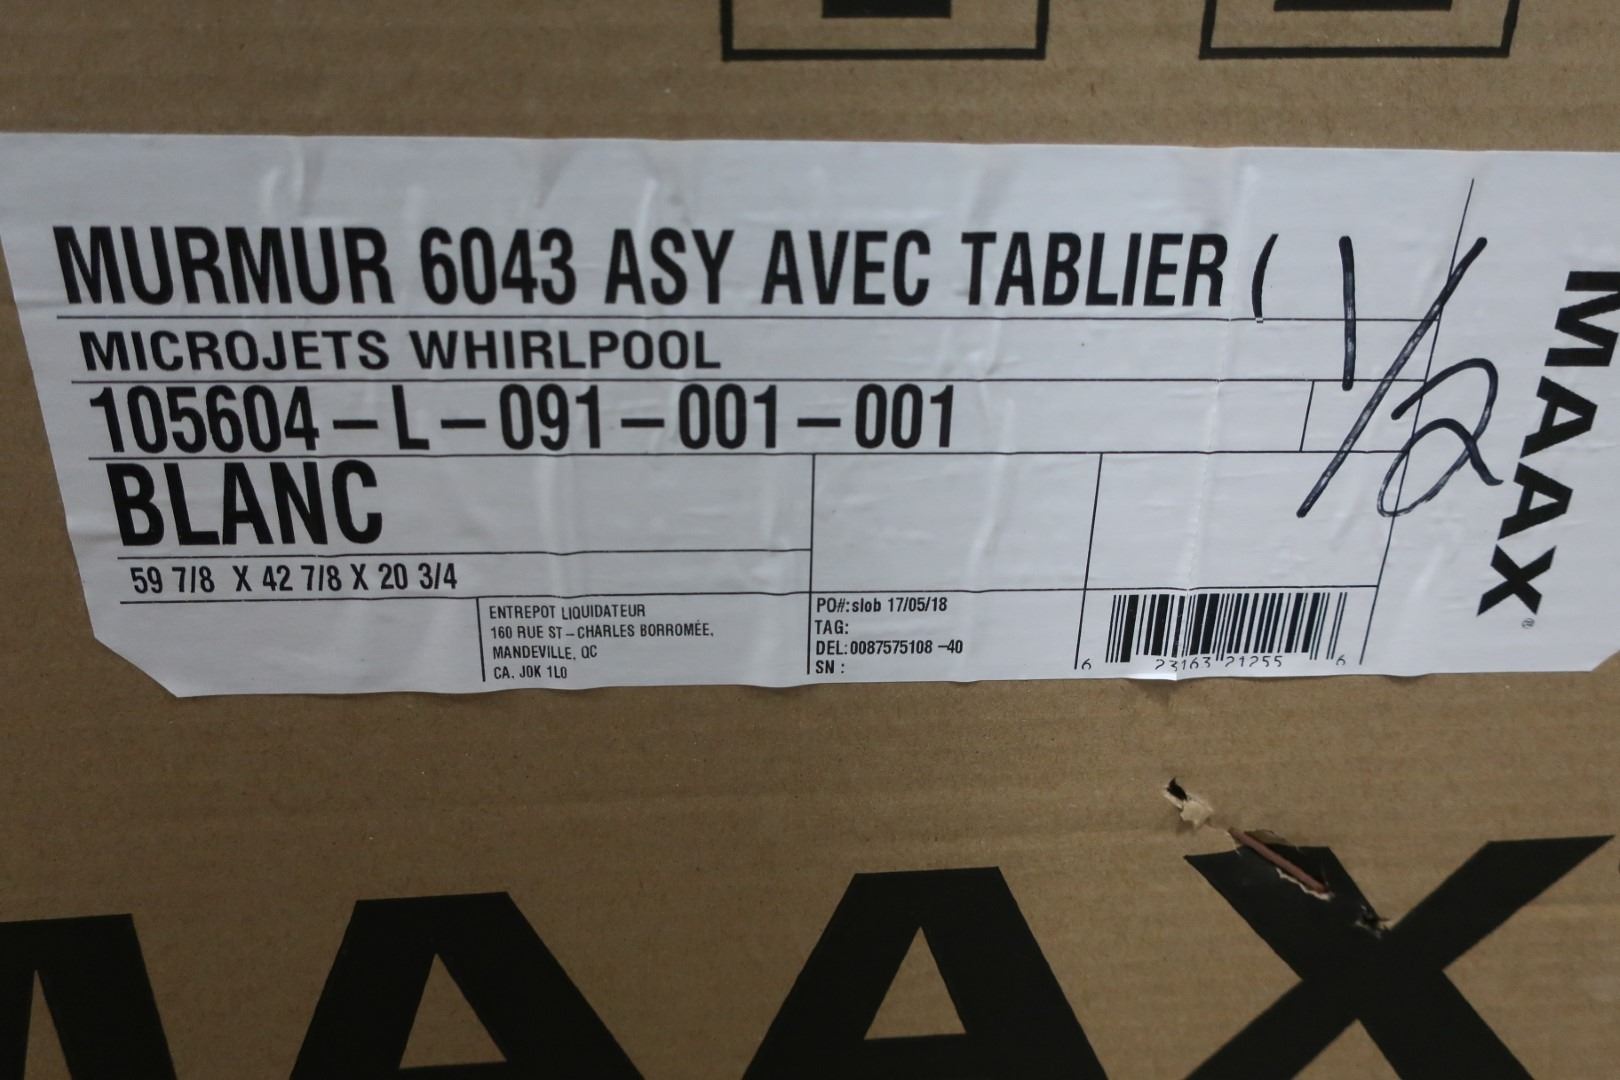 MURMUR 6043 ASY AVEC TABLIER (
1/2
MICROJETS WHIRLPOOL
105604-L-091-001-001
BLANC
59 7/8 X 42 7/8 X 20 3/4
ENTREPOT LIQUIDATEUR
160 RUE ST-CHARLES BORROMÉE,
MANDEVILLE, QC
CA. J0K 1L0
PO#:slob 17/05/18
TAG:
DEL:0087575108 -40
SN :
6 23163 21255 6
MAAX®
MAAX